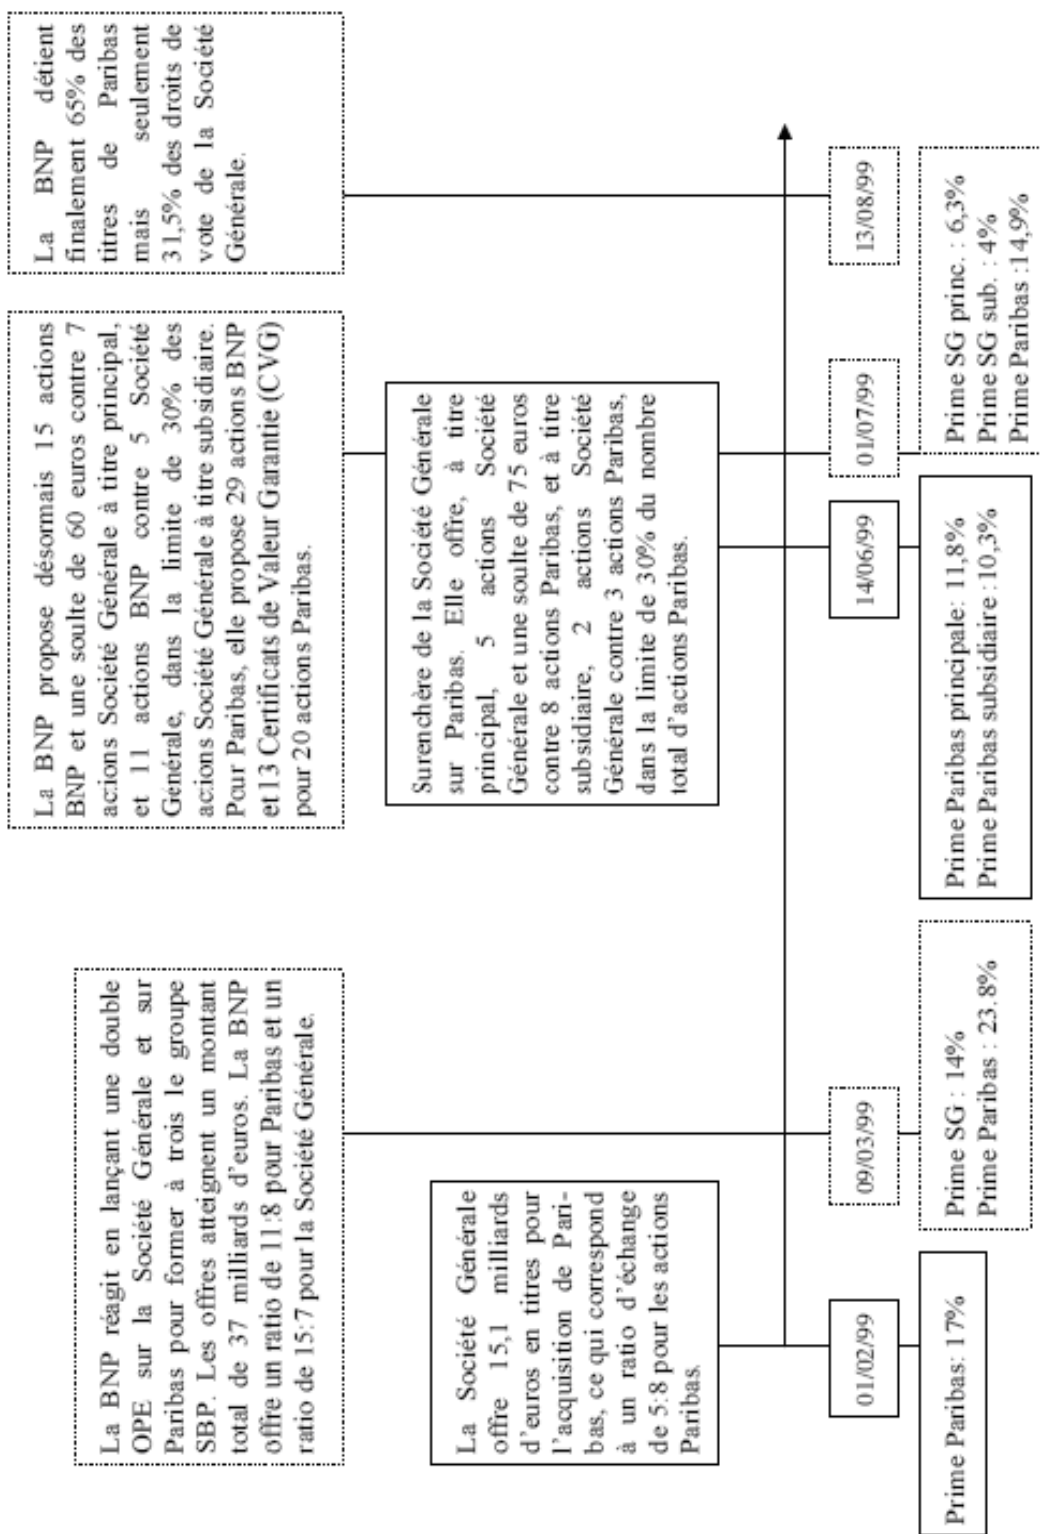 La BNP réagit en lançant une double
OPE sur la Société Générale et sur
Paribas pour former à trois le groupe
SBP. Les offres atteignent un montant
total de 37 milliards d'euros. La BNP
offre un ratio de 11:8 pour Paribas et un
ratio de 15:7 pour la Société Générale.
La BNP propose désormais 15 actions
BNP et une soulte de 60 euros contre 7
actions Société Générale à titre principal,
et 11 actions BNP contre 5 Société
Générale, dans la limite de 30% des
actions Société Générale à titre subsidiaire.
Pour Paribas, elle propose 29 actions BNP
et13 Certificats de Valeur Garantie (CVG)
pour 20 actions Paribas.
La BNP détient
finalement 65% des
titres de Paribas
mais seulement
31,5% des droits de
vote de la Société
Générale.
La Société Générale
offre 15,1 milliards
d'euros en titres pour
l'acquisition de Pari-
bas, ce qui correspond
à un ratio d'échange
de 5:8 pour les actions
Paribas.
Surenchère de la Société Générale
sur Paribas. Elle offre, à titre
principal, 5 actions Société
Générale et une soulte de 75 euros
contre 8 actions Paribas, et à titre
subsidiaire, 2 actions Société
Générale contre 3 actions Paribas,
dans la limite de 30% du nombre
total d'actions Paribas.
01/02/99
09/03/99
14/06/99
01/07/99
13/08/99
Prime Paribas: 17%
Prime SG : 14%
Prime Paribas : 23.8%
Prime Paribas principale: 11,8%
Prime Paribas subsidiaire :10,3%
Prime SG princ. : 6,3%
Prime SG sub. : 4%
Prime Paribas :14,9%